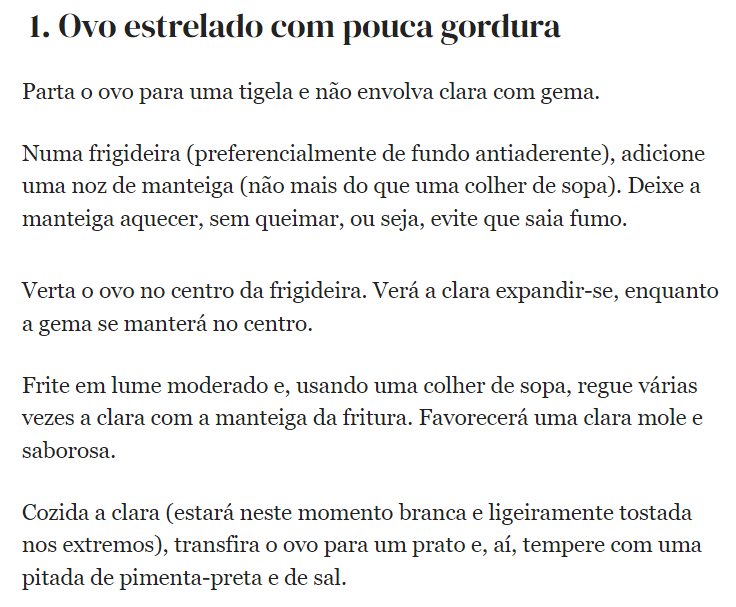 1. Ovo estrelado com pouca gordura
Parta o ovo para uma tigela e não envolva clara com gema.
Numa frigideira (preferencialmente de fundo antiaderente), adicione
uma noz de manteiga (não mais do que uma colher de sopa). Deixe a
manteiga aquecer, sem queimar, ou seja, evite que saia fumo.
Verta o ovo no centro da frigideira. Verá a clara expandir-se, enquanto
a gema se manterá no centro.
Frite em lume moderado e, usando uma colher de sopa, regue várias
vezes a clara com a manteiga da fritura. Favorecerá uma clara mole e
saborosa.
Cozida a clara (estará neste momento branca e ligeiramente tostada
nos extremos), transfira o ovo para um prato e, aí, tempere com uma
pitada de pimenta-preta e de sal.